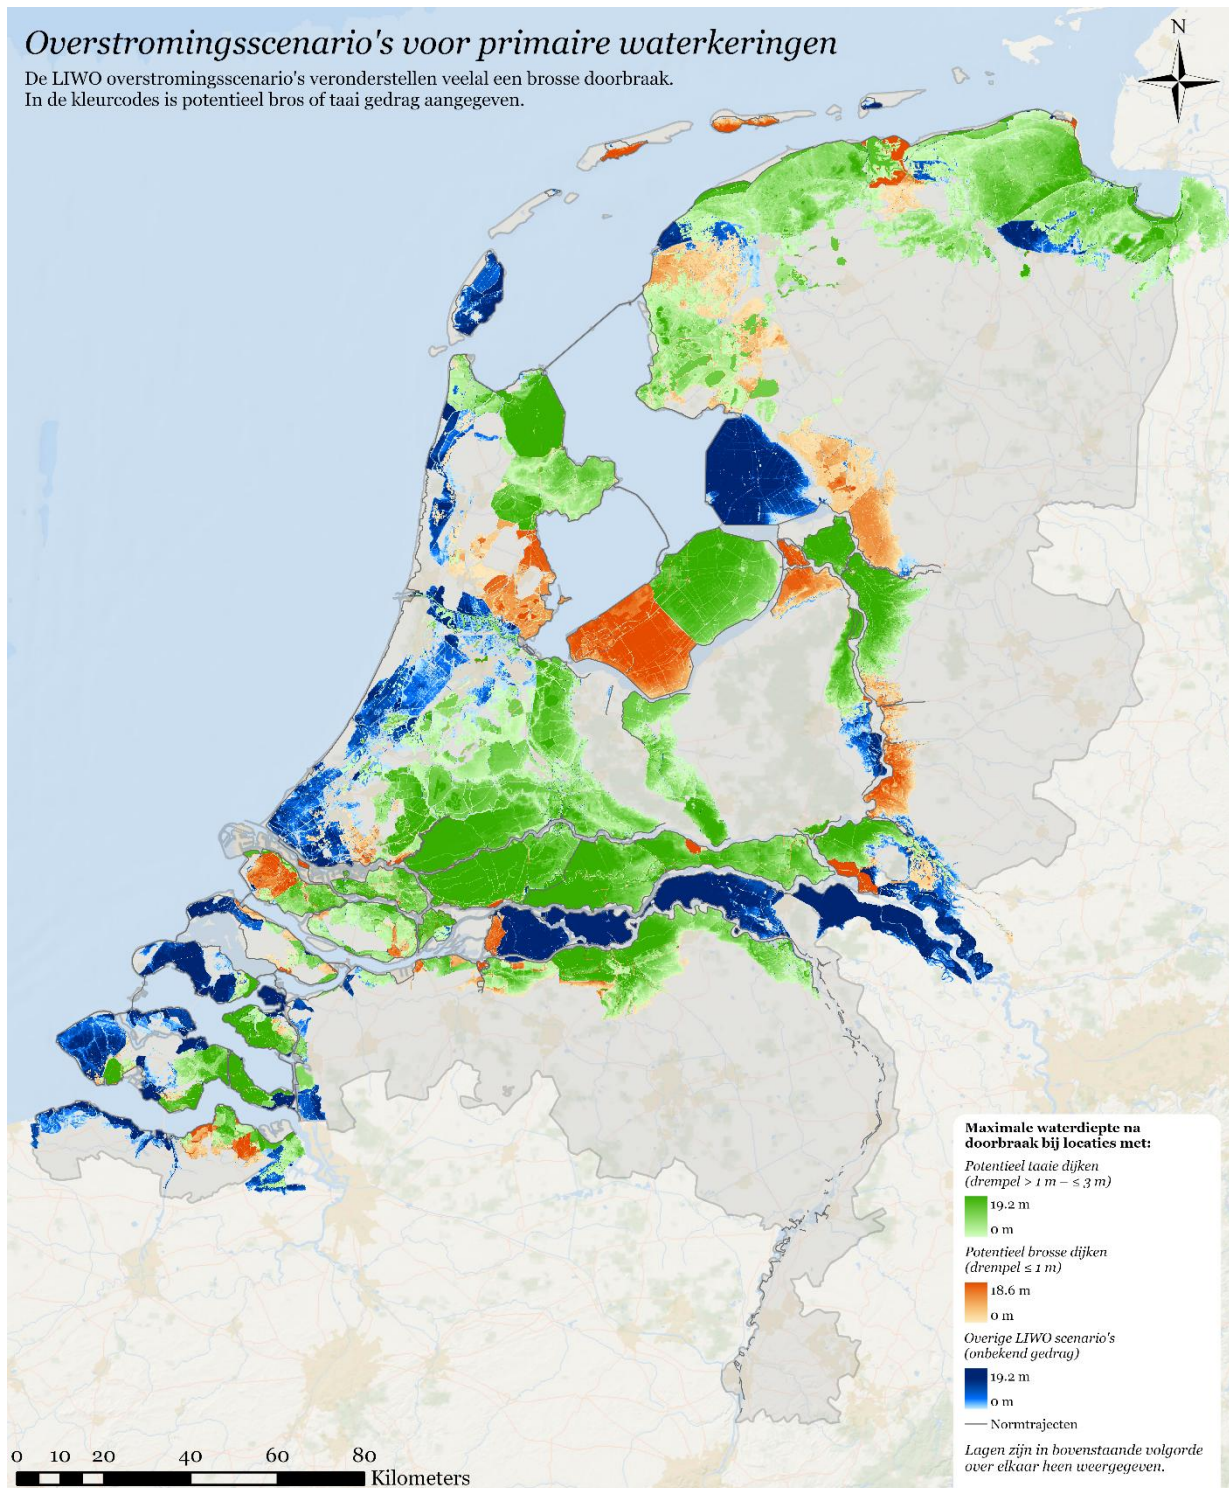 Overstromingsscenario's voor primaire waterkeringen
De LIWO overstromingsscenario's veronderstellen veelal een brosse doorbraak.
In de kleurcodes is potentieel bros of taai gedrag aangegeven.
N
Maximale waterdiepte na
doorbraak bij locaties met:
Potentieel taaie dijken
(drempel > 1 m – ≤ 3 m)
19.2 m
0 m
Potentieel brosse dijken
(drempel ≤ 1 m)
18.6 m
0 m
Overige LIWO scenario's
(onbekend gedrag)
19.2 m
0 m
Normtrajecten
Lagen zijn in bovenstaande volgorde
over elkaar heen weergegeven.
0 10 20 40 60 80
Kilometers